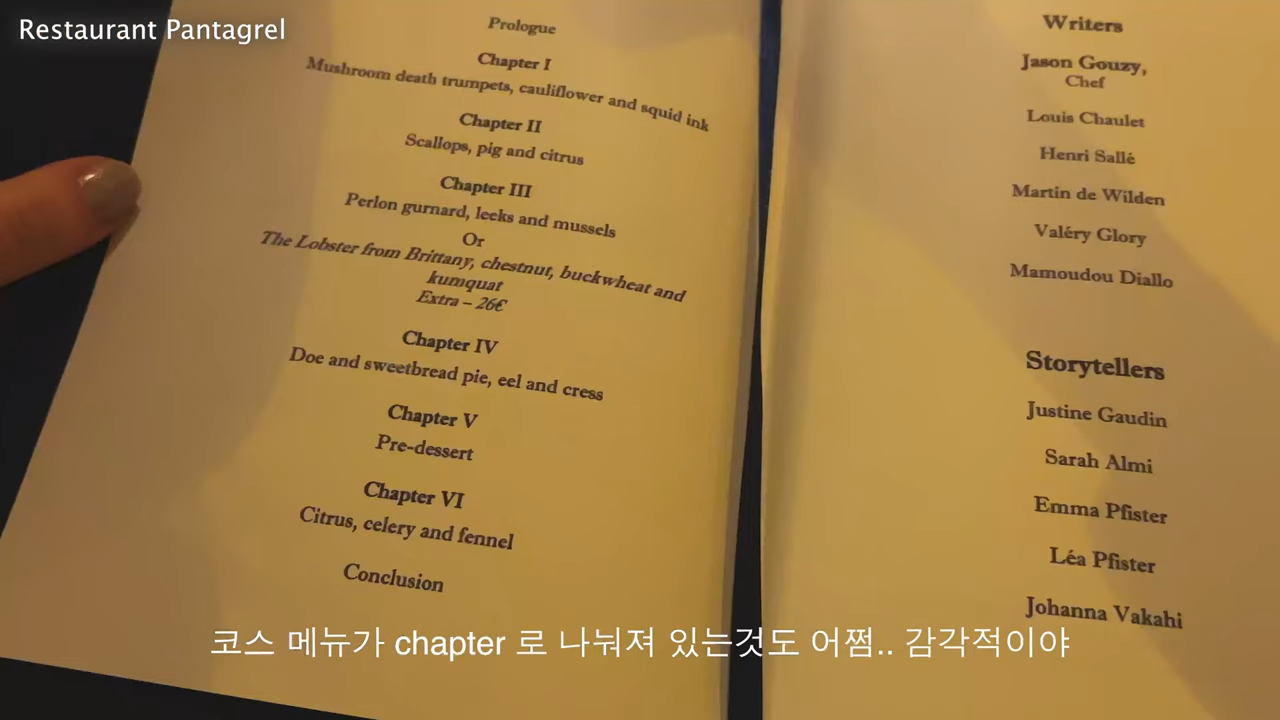 Restaurant Pantagrel
Prologue
Chapter I
Mushroom death trumpets, cauliflower and squid ink
Chapter II
Scallops, pig and citrus
Chapter III
Perlon gurnard, leeks and mussels
Or
The Lobster from Brittany, chestnut, buckwheat and
kumquat
Extra – 26€
Chapter IV
Doe and sweetbread pie, eel and cress
Chapter V
Pre-dessert
Chapter VI
Citrus, celery and fennel
Conclusion
Writers
Jason Gouzy,
Chef
Louis Chaulet
Henri Sallé
Martin de Wilden
Valéry Glory
Mamoudou Diallo
Storytellers
Justine Gaudin
Sarah Almi
Emma Pfister
Léa Pfister
Johanna Vakahi
코스 메뉴가 chapter 로 나눠져 있는것도 어쩜.. 감각적이야